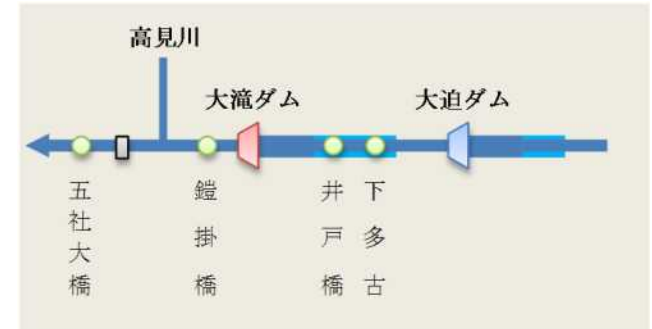 高見川
大滝ダム
大迫ダム
五社大橋
鎧掛橋
井戸橋
下多古